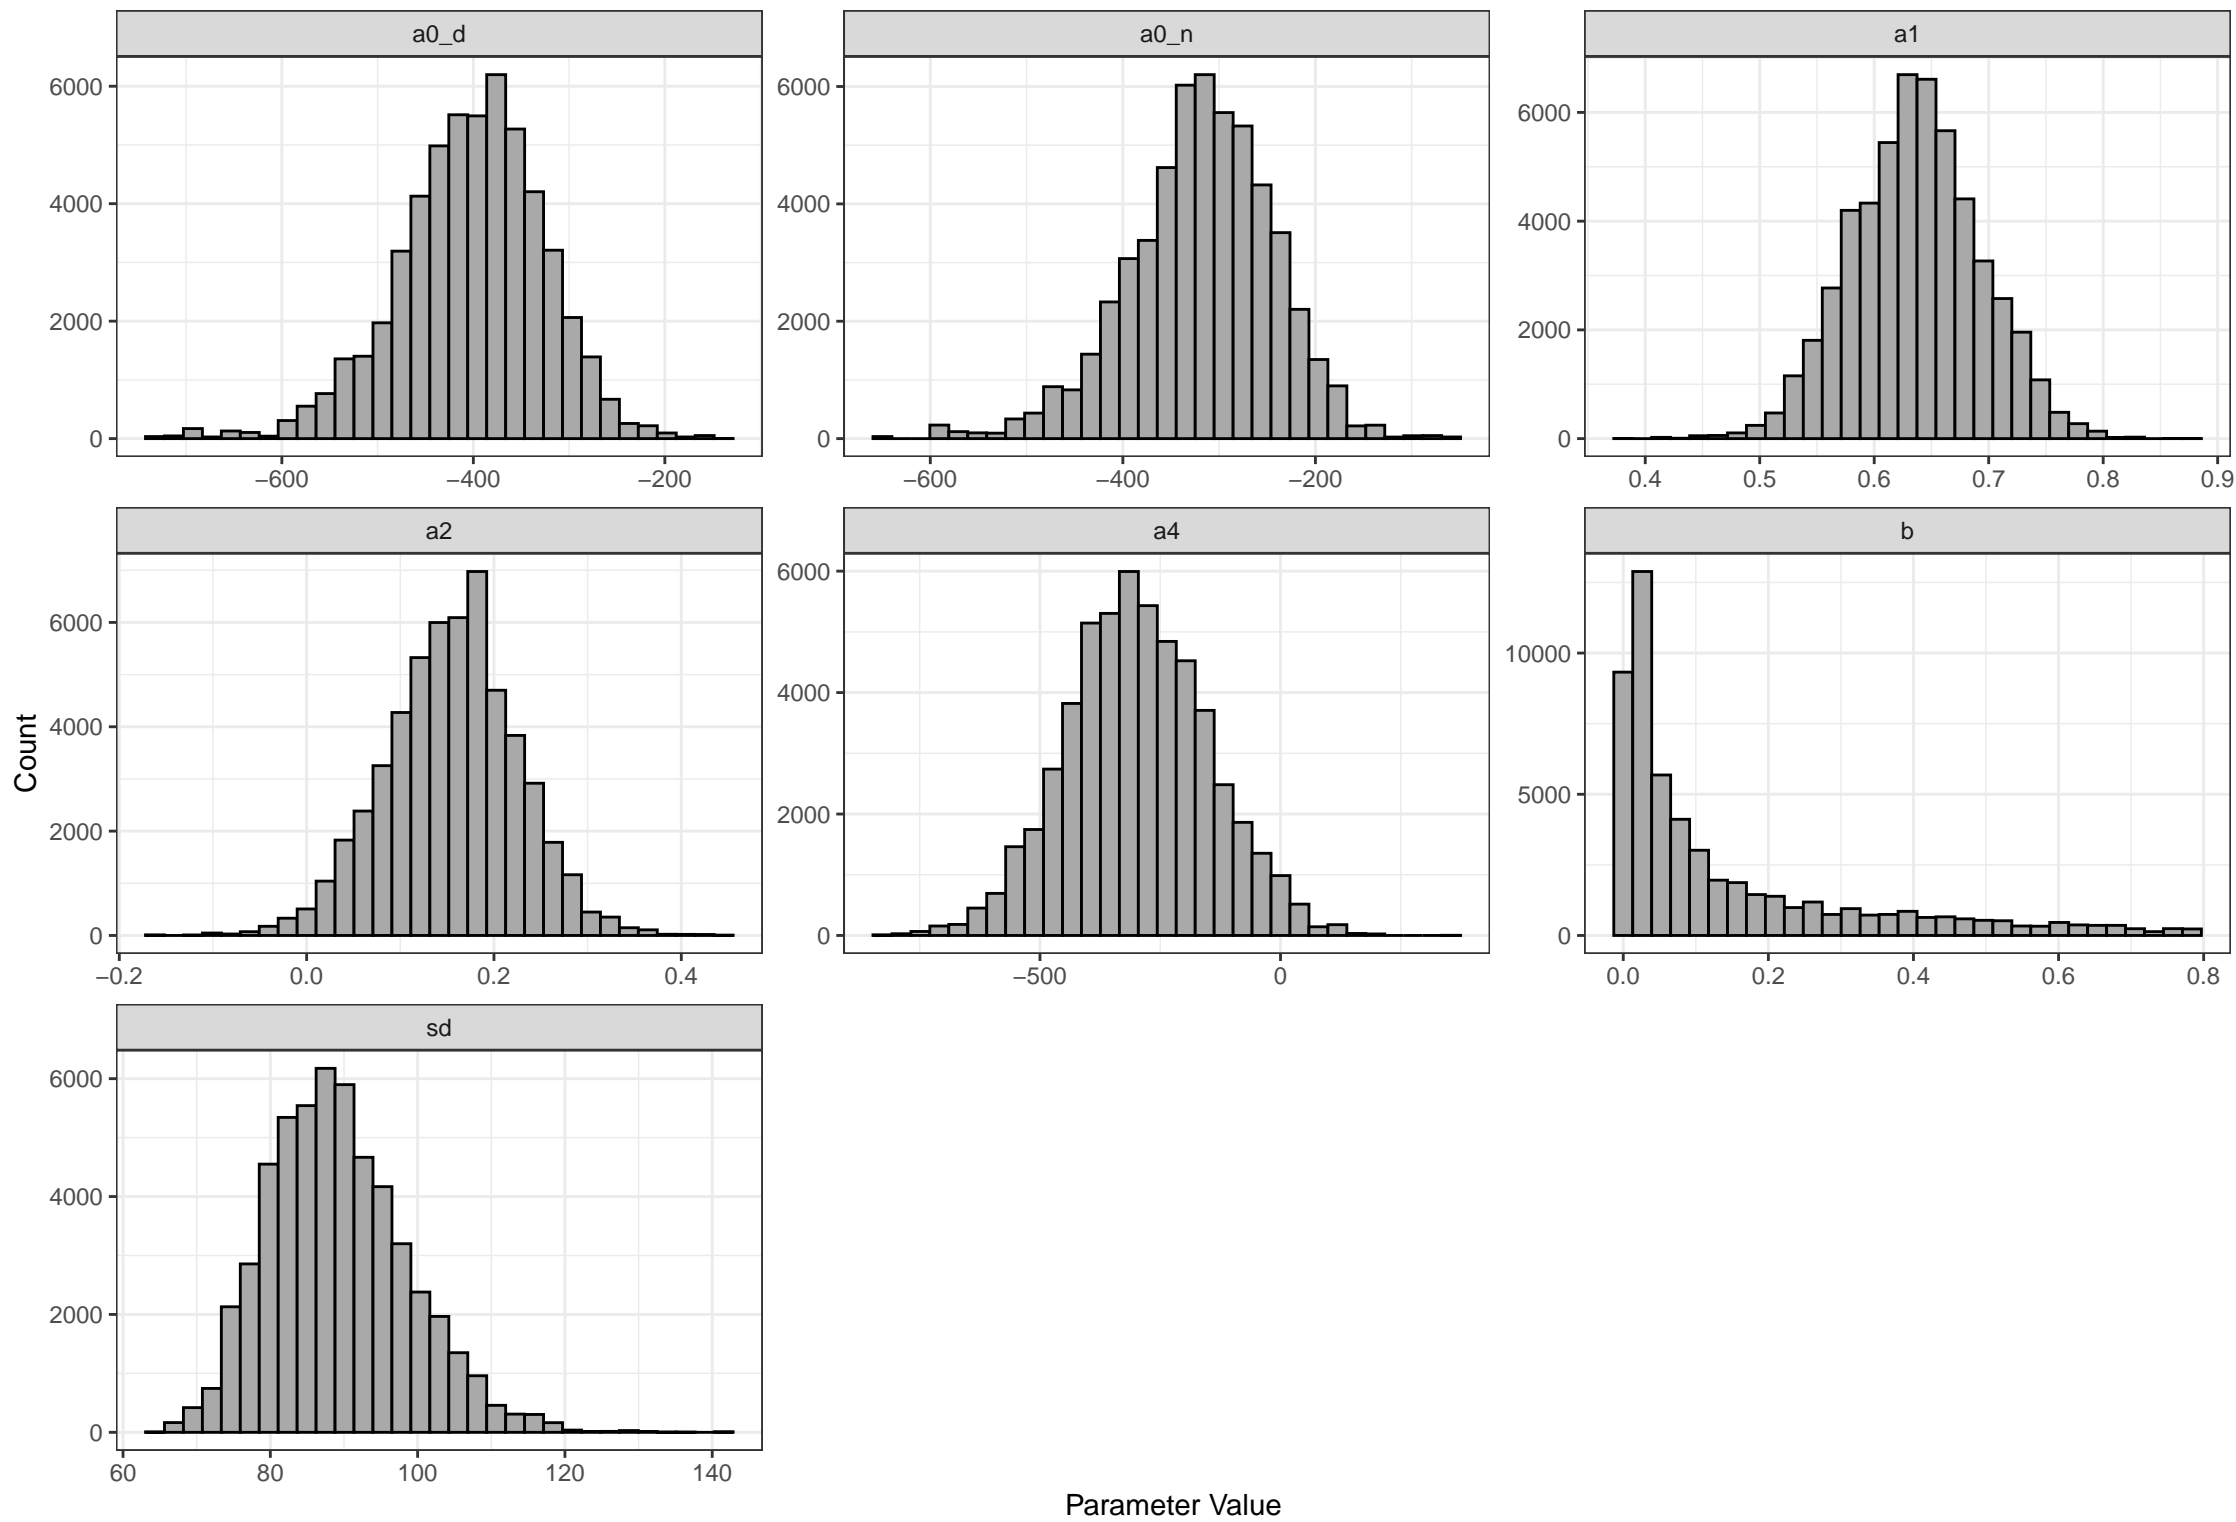 a0_d a0_n a1
6000 6000 6000
4000 4000 4000
2000 2000 2000
0 0 0
−600 −400 −200 −600 −400 −200 0.4 0.5 0.6 0.7 0.8 0.9
a2 a4 b
6000 6000 10000
4000 4000 5000
2000 2000 0
0 0
−0.2 0.0 0.2 0.4 −500 0 0.0 0.2 0.4 0.6 0.8
Count
sd
6000
4000
2000
0
60 80 100 120 140
Parameter Value